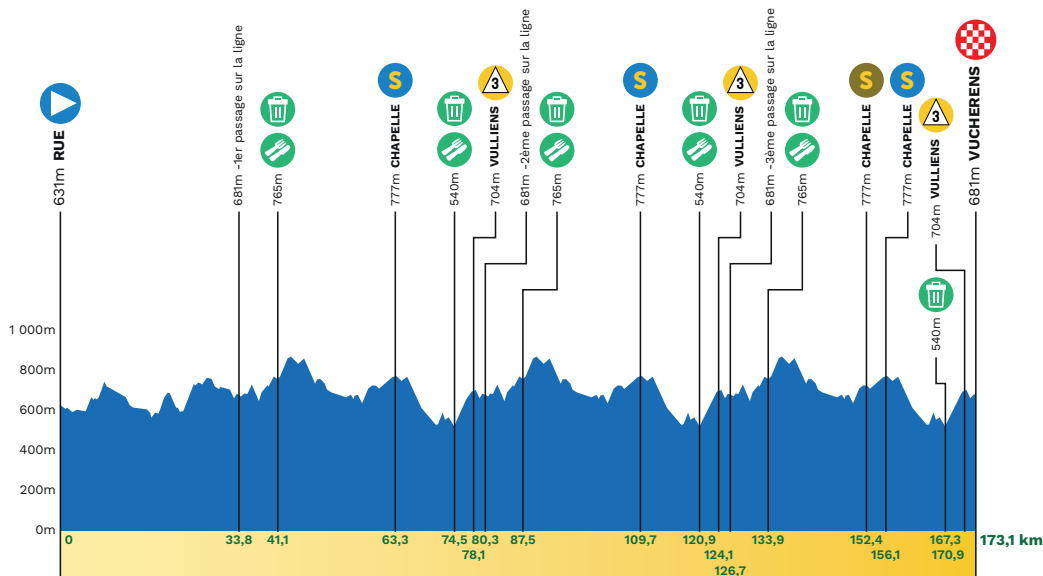 631m RUE
681m -1er passage sur la ligne
765m
777m CHAPELLE
S
540m
704m VULLIENS
3
681m -2ème passage sur la ligne
765m
777m CHAPELLE
S
540m
704m VULLIENS
3
681m -3ème passage sur la ligne
765m
777m CHAPELLE
S
777m CHAPELLE
S
540m
704m VULLIENS
3
681m VUCHERENS
1 000m
800m
600m
400m
200m
0m
0 33,8 41,1 63,3 74,5 80,3 87,5 109,7 120,9 133,9 152,4 167,3 173,1 km
78,1 124,1 156,1 170,9
126,7